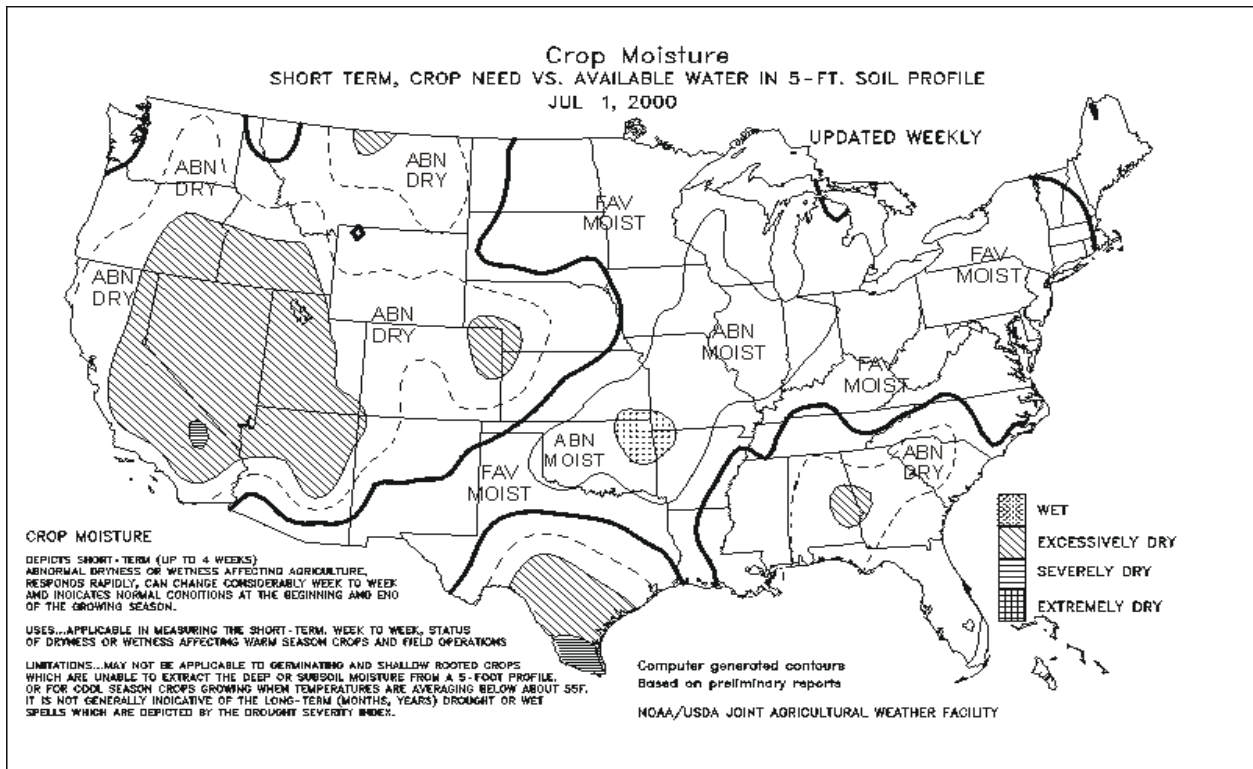 Crop Moisture
SHORT TERM, CROP NEED VS. AVAILABLE WATER IN 5-FT. SOIL PROFILE
JUL 1, 2000
UPDATED WEEKLY
ABN
DRY
ABN
DRY
FAV
MOIST
ABN
DRY
FAV
MOIST
ABN
DRY
ABN
MOIST
FAV
MOIST
ABN
MOIST
ABN
DRY
FAV
MOIST
WET
EXCESSIVELY DRY
SEVERELY DRY
EXTREMELY DRY
CROP MOISTURE
DEPICTS SHORT-TERM (UP TO 4 WEEKS)
ABNORMAL DRYNESS OR WETNESS AFFECTING AGRICULTURE,
RESPONDS RAPIDLY, CAN CHANGE CONSIDERABLY WEEK TO WEEK
AND INDICATES NORMAL CONDITIONS AT THE BEGINNING AND END
OF THE GROWING SEASON.
USES...APPLICABLE IN MEASURING THE SHORT-TERM, WEEK TO WEEK, STATUS
OF DRYNESS OR WETNESS AFFECTING WARM SEASON CROPS AND FIELD OPERATIONS
LIMITATIONS...MAY NOT BE APPLICABLE TO GERMINATING AND SHALLOW ROOTED CROPS
WHICH ARE UNABLE TO EXTRACT THE DEEP OR SUBSOIL MOISTURE FROM A 5-FOOT PROFILE,
OR FOR COOL SEASON CROPS GROWING WHEN TEMPERATURES ARE AVERAGING BELOW ABOUT 55F.
IT IS NOT GENERALLY INDICATIVE OF THE LONG-TERM (MONTHS, YEARS) DROUGHT OR WET
SPELLS WHICH ARE DEPICTED BY THE DROUGHT SEVERITY INDEX.
Computer generated contours
Based on preliminary reports
NOAA/USDA JOINT AGRICULTURAL WEATHER FACILITY